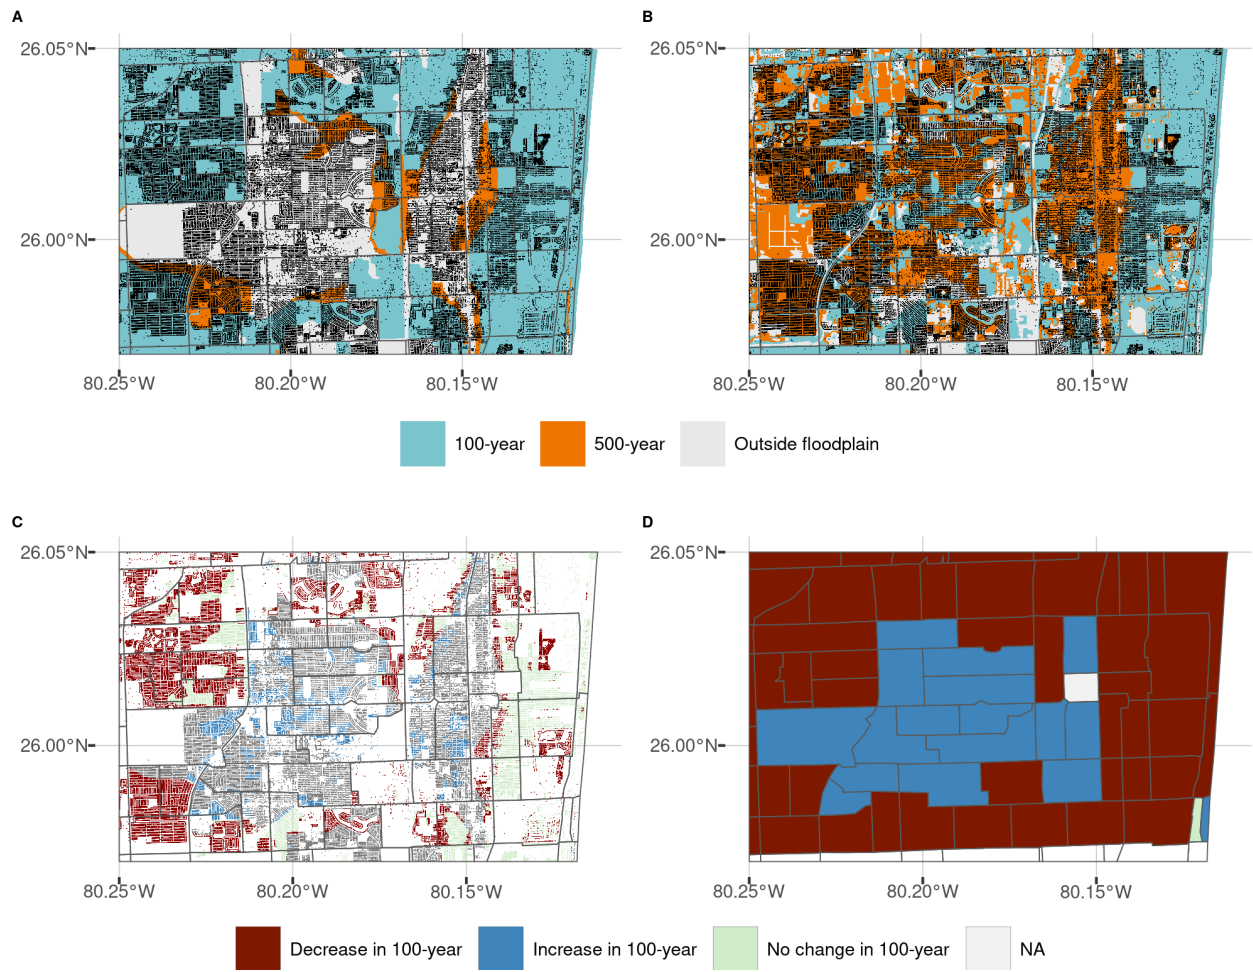 A
B
26.05°N
26.00°N
80.25°W
80.20°W
80.15°W
26.05°N
26.00°N
80.25°W
80.20°W
80.15°W
100-year
500-year
Outside floodplain
C
D
26.05°N
26.00°N
80.25°W
80.20°W
80.15°W
26.05°N
26.00°N
80.25°W
80.20°W
80.15°W
Decrease in 100-year
Increase in 100-year
No change in 100-year
NA